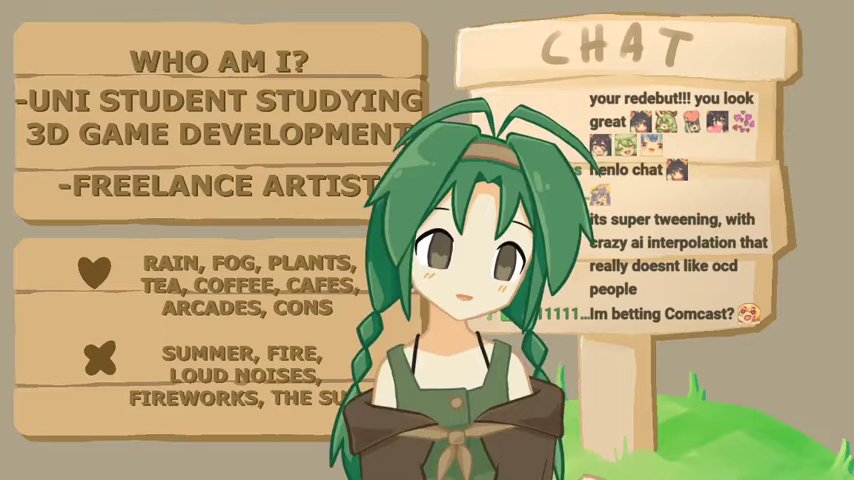 WHO AM I?
-UNI STUDENT STUDYING
3D GAME DEVELOPMENT
-FREELANCE ARTIST
RAIN, FOG, PLANTS,
TEA, COFFEE, CAFES,
ARCADES, CONS
SUMMER, FIRE,
LOUD NOISES,
FIREWORKS, THE
CHAT
your redebut!!! you look
great
henlo chat
its super tweening, with
crazy ai interpolation that
really doesnt like ocd
people
11111... Im betting Comcast?